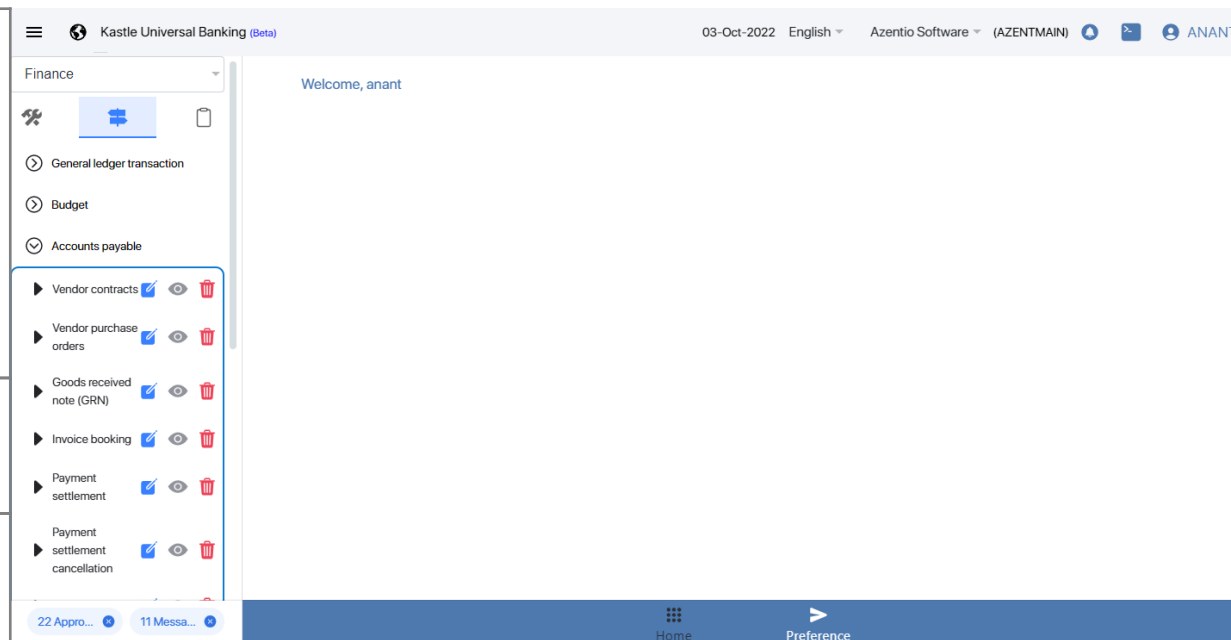 Kastle Universal Banking (Beta)
03-Oct-2022 English Azentio Software (AZENTMAIN) ANANT
Finance
Welcome, anant
General ledger transaction
Budget
Accounts payable
Vendor contracts
Vendor purchase
orders
Goods received
note (GRN)
Invoice booking
Payment
settlement
Payment
settlement
cancellation
22 Appro... 11 Messa...
Home Preference